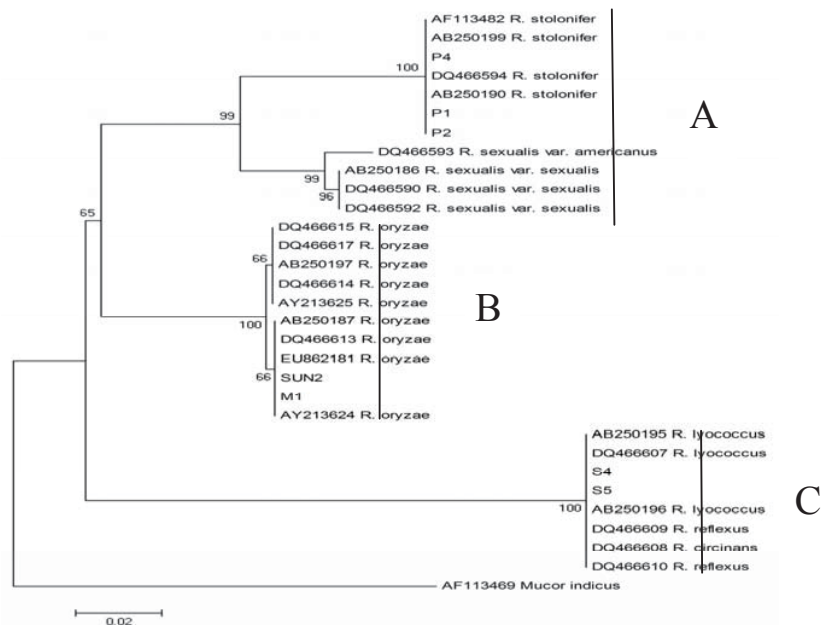 AF113482 R. stolonifer
AB250199 R. stolonifer
P4
100
DQ466594 R. stolonifer
AB250190 R. stolonifer
P1
P2
A
99
DQ466593 R. sexualis var. americanus
AB250186 R. sexualis var. sexualis
99
DQ466590 R. sexualis var. sexualis
96
DQ466592 R. sexualis var. sexualis
65
DQ466615 R. oryzae
DQ466617 R. oryzae
66
AB250197 R. oryzae
DQ466614 R. oryzae
AY213625 R. oryzae
B
100
AB250187 R. oryzae
DQ466613 R. oryzae
EU862181 R. oryzae
66
SUN2
M1
AY213624 R. oryzae
AB250195 R. lyococcus
DQ466607 R. lyococcus
S4
S5
100
AB250196 R. lyococcus
C
DQ466609 R. reflexus
DQ466608 R. circinans
DQ466610 R. reflexus
AF113469 Mucor indicus
0.02